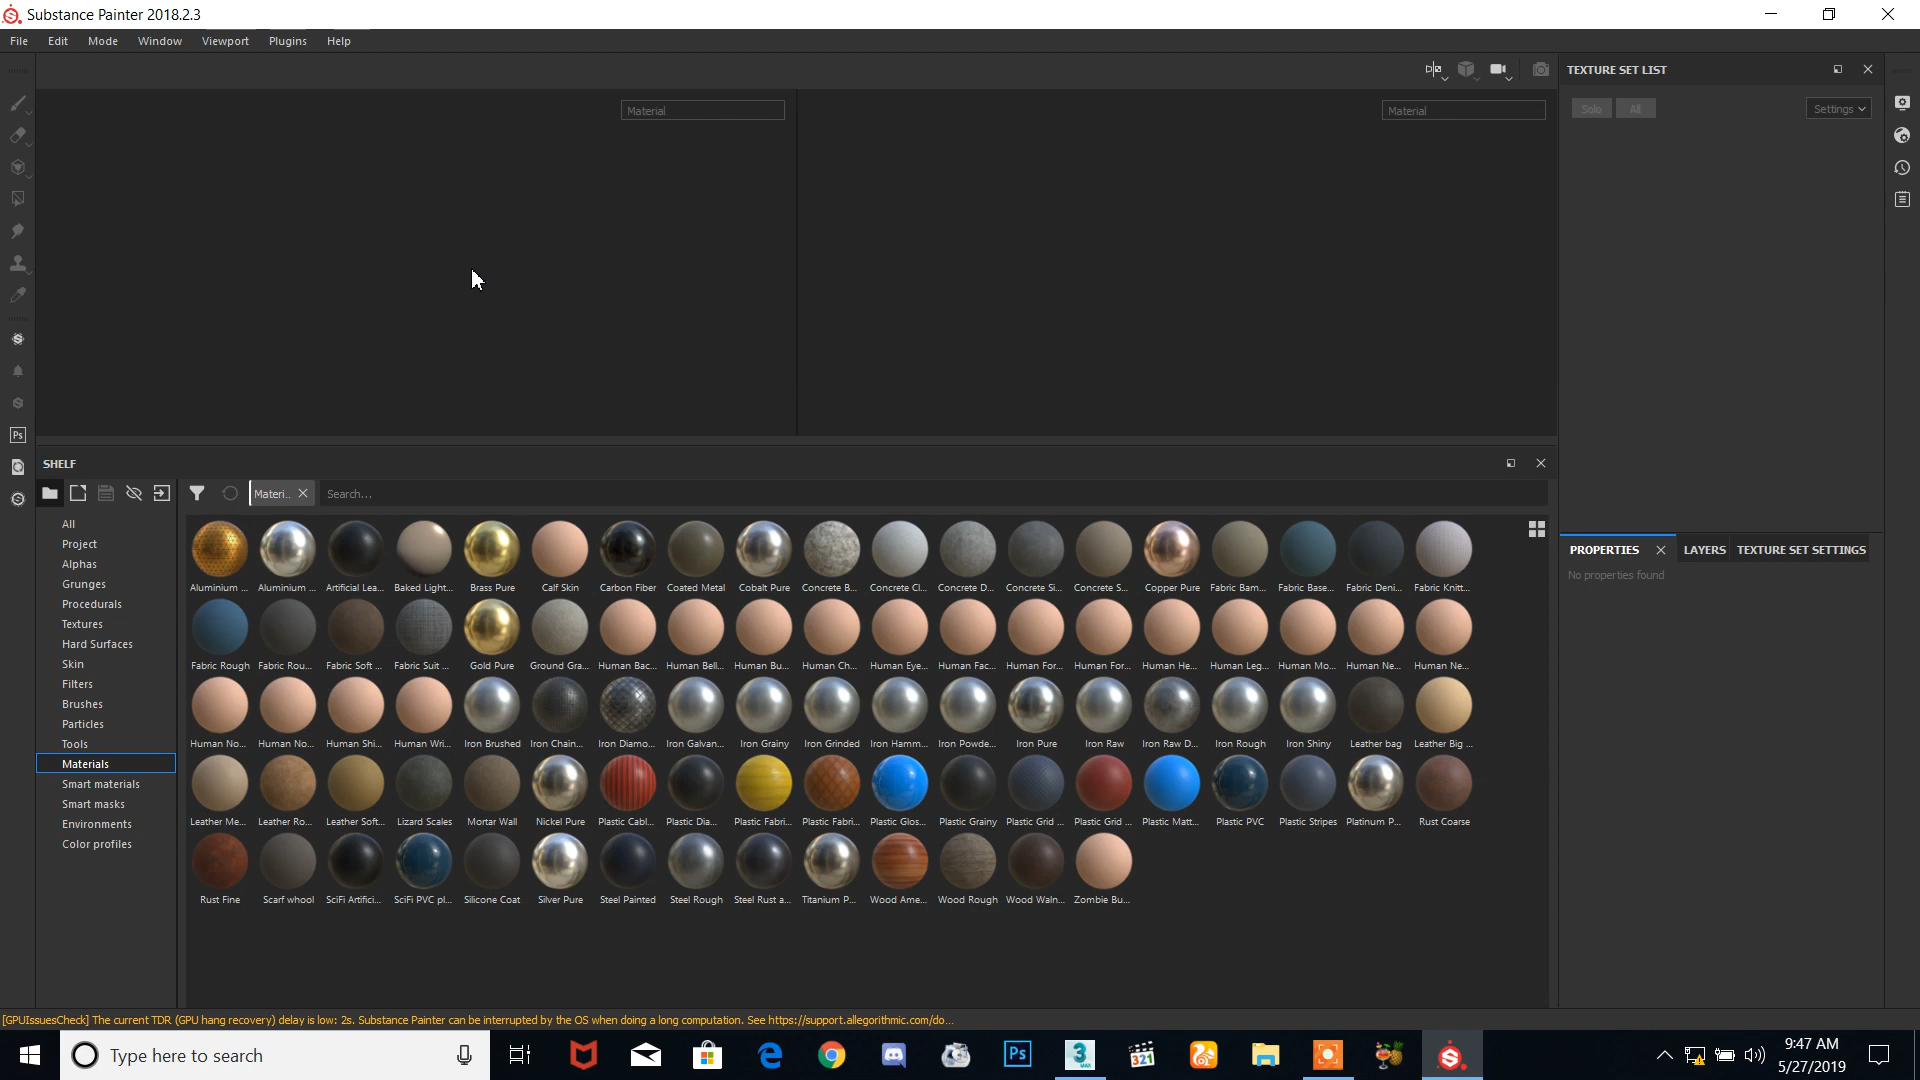 Substance Painter 2018.2.3
File Edit Mode Window Viewport Plugins Help
TEXTURE SET LIST
Material
Material
Solo All Settings
Ps
SHELF
Materi.. Search...
All
Project
Alphas
Grunges
Procedurals
Textures
Hard Surfaces
Skin
Filters
Brushes
Particles
Tools
Materials
Smart materials
Smart masks
Environments
Color profiles
Aluminium ... Aluminium ... Artificial Lea... Baked Light... Brass Pure Calf Skin Carbon Fiber Coated Metal Cobalt Pure Concrete B... Concrete Cl... Concrete D... Concrete Si... Concrete S... Copper Pure Fabric Bam... Fabric Base... Fabric Deni... Fabric Knitt...
Fabric Rough Fabric Rou... Fabric Soft ... Fabric Suit ... Gold Pure Ground Gra... Human Bac... Human Bell... Human Bu... Human Ch... Human Eye... Human Fac... Human For... Human For... Human He... Human Leg... Human Mo... Human Ne... Human Ne...
Human No... Human No... Human Shi... Human Wri... Iron Brushed Iron Chain... Iron Diamo... Iron Galvan... Iron Grainy Iron Grinded Iron Hamm... Iron Powde... Iron Pure Iron Raw Iron Raw D... Iron Rough Iron Shiny Leather bag Leather Big ...
Leather Me... Leather Ro... Leather Soft... Lizard Scales Mortar Wall Nickel Pure Plastic Cabl... Plastic Dia... Plastic Fabri... Plastic Fabri... Plastic Glos... Plastic Grainy Plastic Grid ... Plastic Grid ... Plastic Matt... Plastic PVC Plastic Stripes Platinum P... Rust Coarse
Rust Fine Scarf whool SciFi Artifici... SciFi PVC pl... Silicone Coat Silver Pure Steel Painted Steel Rough Steel Rust a... Titanium P... Wood Ame... Wood Rough Wood Waln... Zombie Bu...
PROPERTIES LAYERS TEXTURE SET SETTINGS
No properties found
[GPUIssuesCheck] The current TDR (GPU hang recovery) delay is low: 2s. Substance Painter can be interrupted by the OS when doing a long computation. See https://support.allegorithmic.com/do...
Type here to search
Ps
3
MAX
321
9:47 AM
5/27/2019